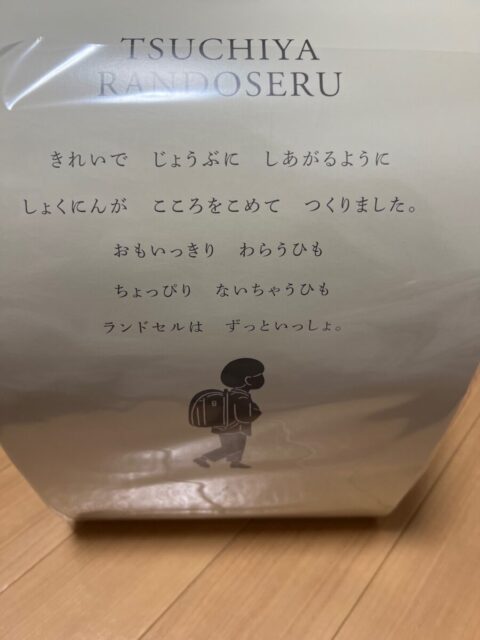 TSUCHIYA
RANDOSERU
きれいで　じょうぶに　しあがるように
しょくにんが　こころをこめて　つくりました。
おもいっきり　わらうひも
ちょっぴり　ないちゃうひも
ランドセルは　ずっといっしょ。